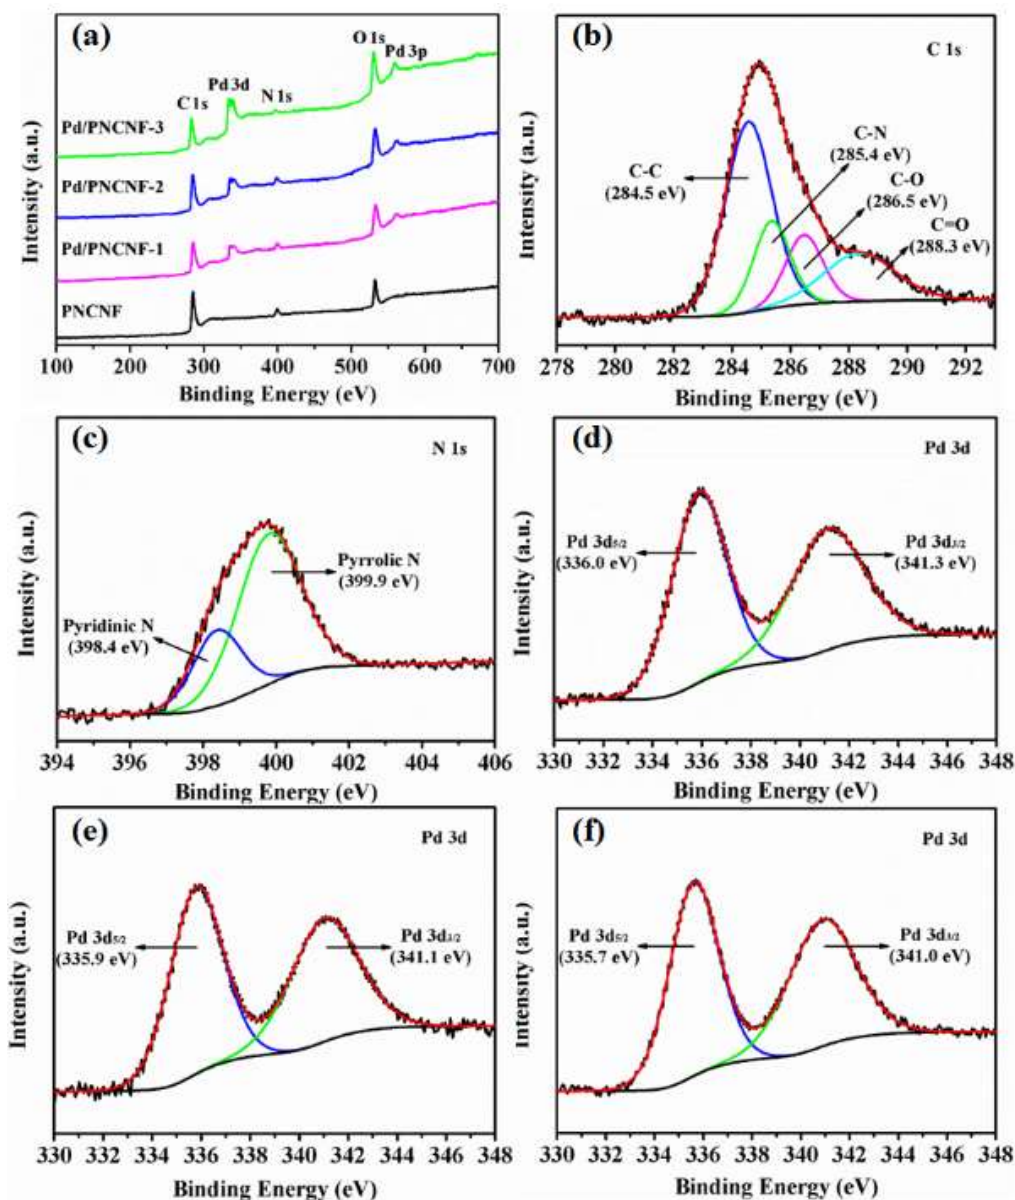 (a)
O 1s
Pd 3p
Pd 3d
N 1s
C 1s
Pd/PNCNF-3
Pd/PNCNF-2
Pd/PNCNF-1
PNCNF
Intensity (a.u.)
100 200 300 400 500 600 700
Binding Energy (eV)
(b)
C 1s
C-N
(285.4 eV)
C-C
(284.5 eV)
C-O
(286.5 eV)
C=O
(288.3 eV)
Intensity (a.u.)
278 280 282 284 286 288 290 292
Binding Energy (eV)
(c)
N 1s
Pyrrolic N
(399.9 eV)
Pyridinic N
(398.4 eV)
Intensity (a.u.)
394 396 398 400 402 404 406
Binding Energy (eV)
(d)
Pd 3d
Pd 3d5/2
(336.0 eV)
Pd 3d3/2
(341.3 eV)
Intensity (a.u.)
330 332 334 336 338 340 342 344 346 348
Binding Energy (eV)
(e)
Pd 3d
Pd 3d5/2
(335.9 eV)
Pd 3d3/2
(341.1 eV)
Intensity (a.u.)
330 332 334 336 338 340 342 344 346 348
Binding Energy (eV)
(f)
Pd 3d
Pd 3d5/2
(335.7 eV)
Pd 3d3/2
(341.0 eV)
Intensity (a.u.)
330 332 334 336 338 340 342 344 346 348
Binding Energy (eV)